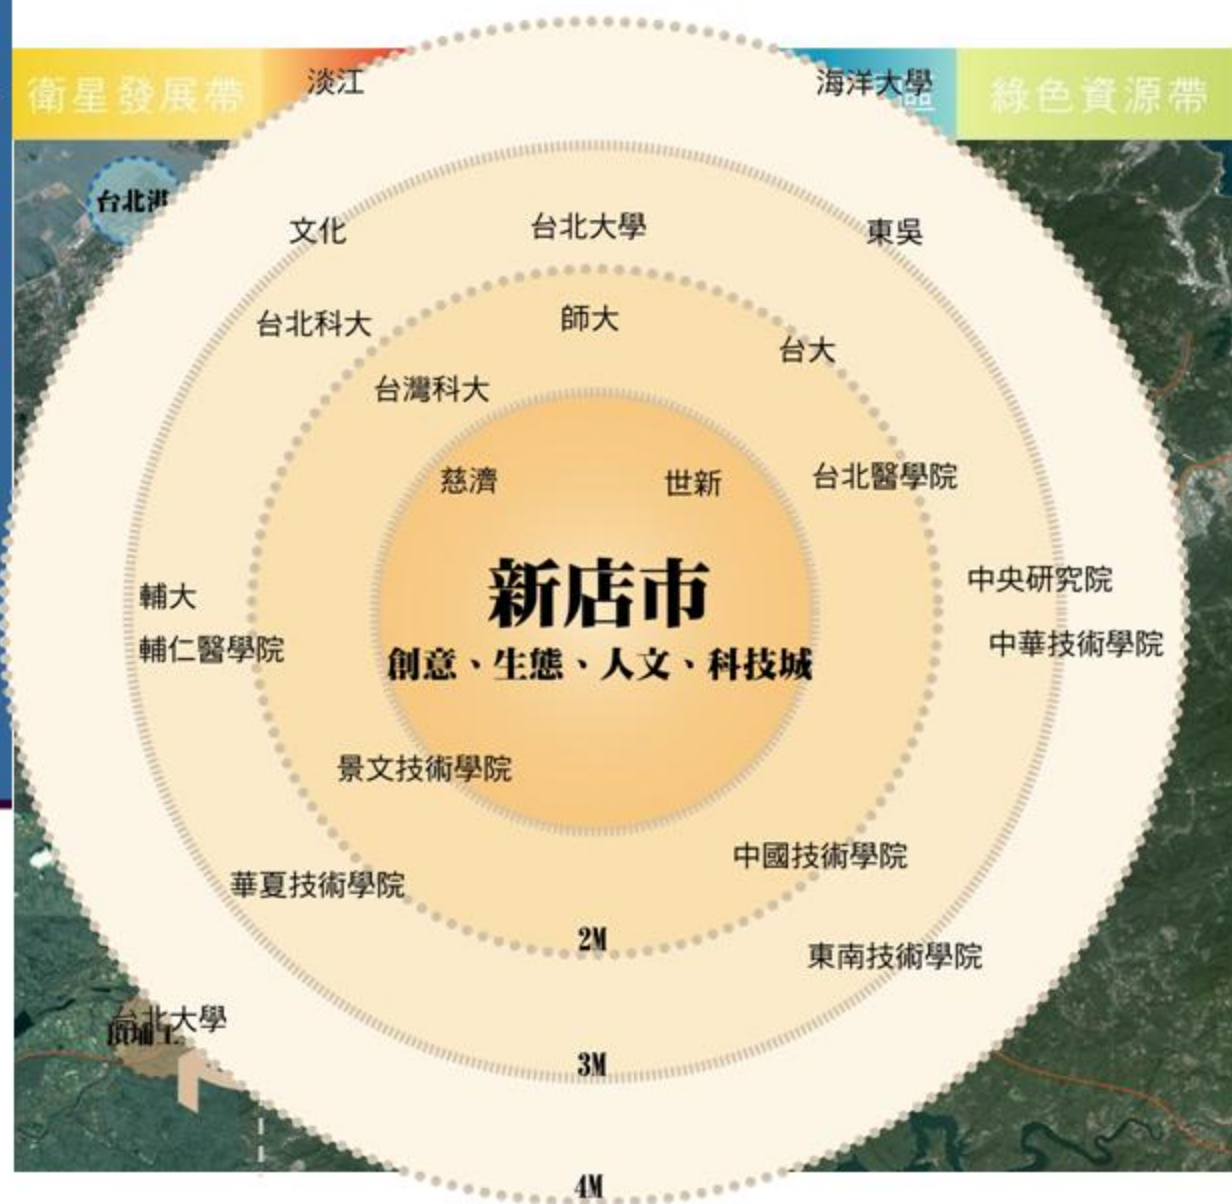 衛星發展帶
淡江
海洋大學
區
綠色資源帶
台北港
文化
台北大學
東吳
台北科大
師大
台大
台灣科大
慈濟
世新
台北醫學院
新店市
創意、生態、人文、科技城
輔大
輔仁醫學院
中央研究院
中華技術學院
景文技術學院
中國技術學院
華夏技術學院
2M
東南技術學院
台北大學
頂埔工
3M
4M